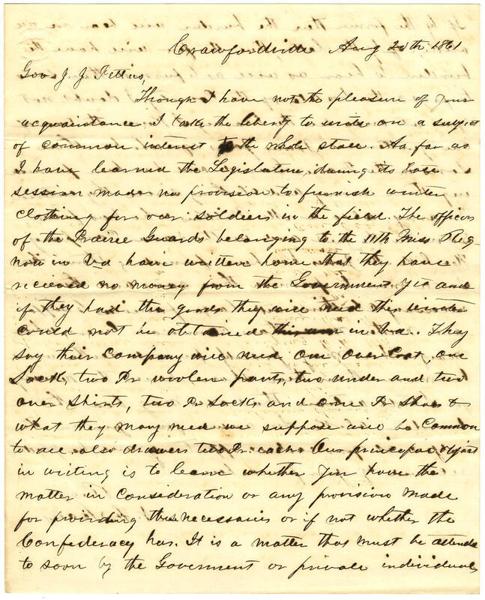 Crawfordville Aug 20th 1861
Gov. J. J. Pettus,
Though I have not the pleasure of your
acquaintance I take the liberty to write on a subject
of common interest to the whole state. As far as
I have learned the Legislature during its
session made no provision to furnish winter
clothing for our soldiers in the field. The officers
of the Prairie Guards belonging to the 11th Miss Reg
now in Va have written home that they have
received no money from the Government yet and
if they had the goods they will need this winter
could not be obtained in Va. They
say their company will need one over Coat, one
Sack, two Pr woolen pants, two under and two
over shirts, two Pr Socks and one Pr Shoes &
what they may need we suppose will be Common
to all also drawers two Pr each. Our principal object
in writing is to learn whether you have the
matter in Consideration or any provision made
for providing these necessaries or if not whether the
Confederacy has. It is a matter that must be attended
to soon by the Goverment or private individuals